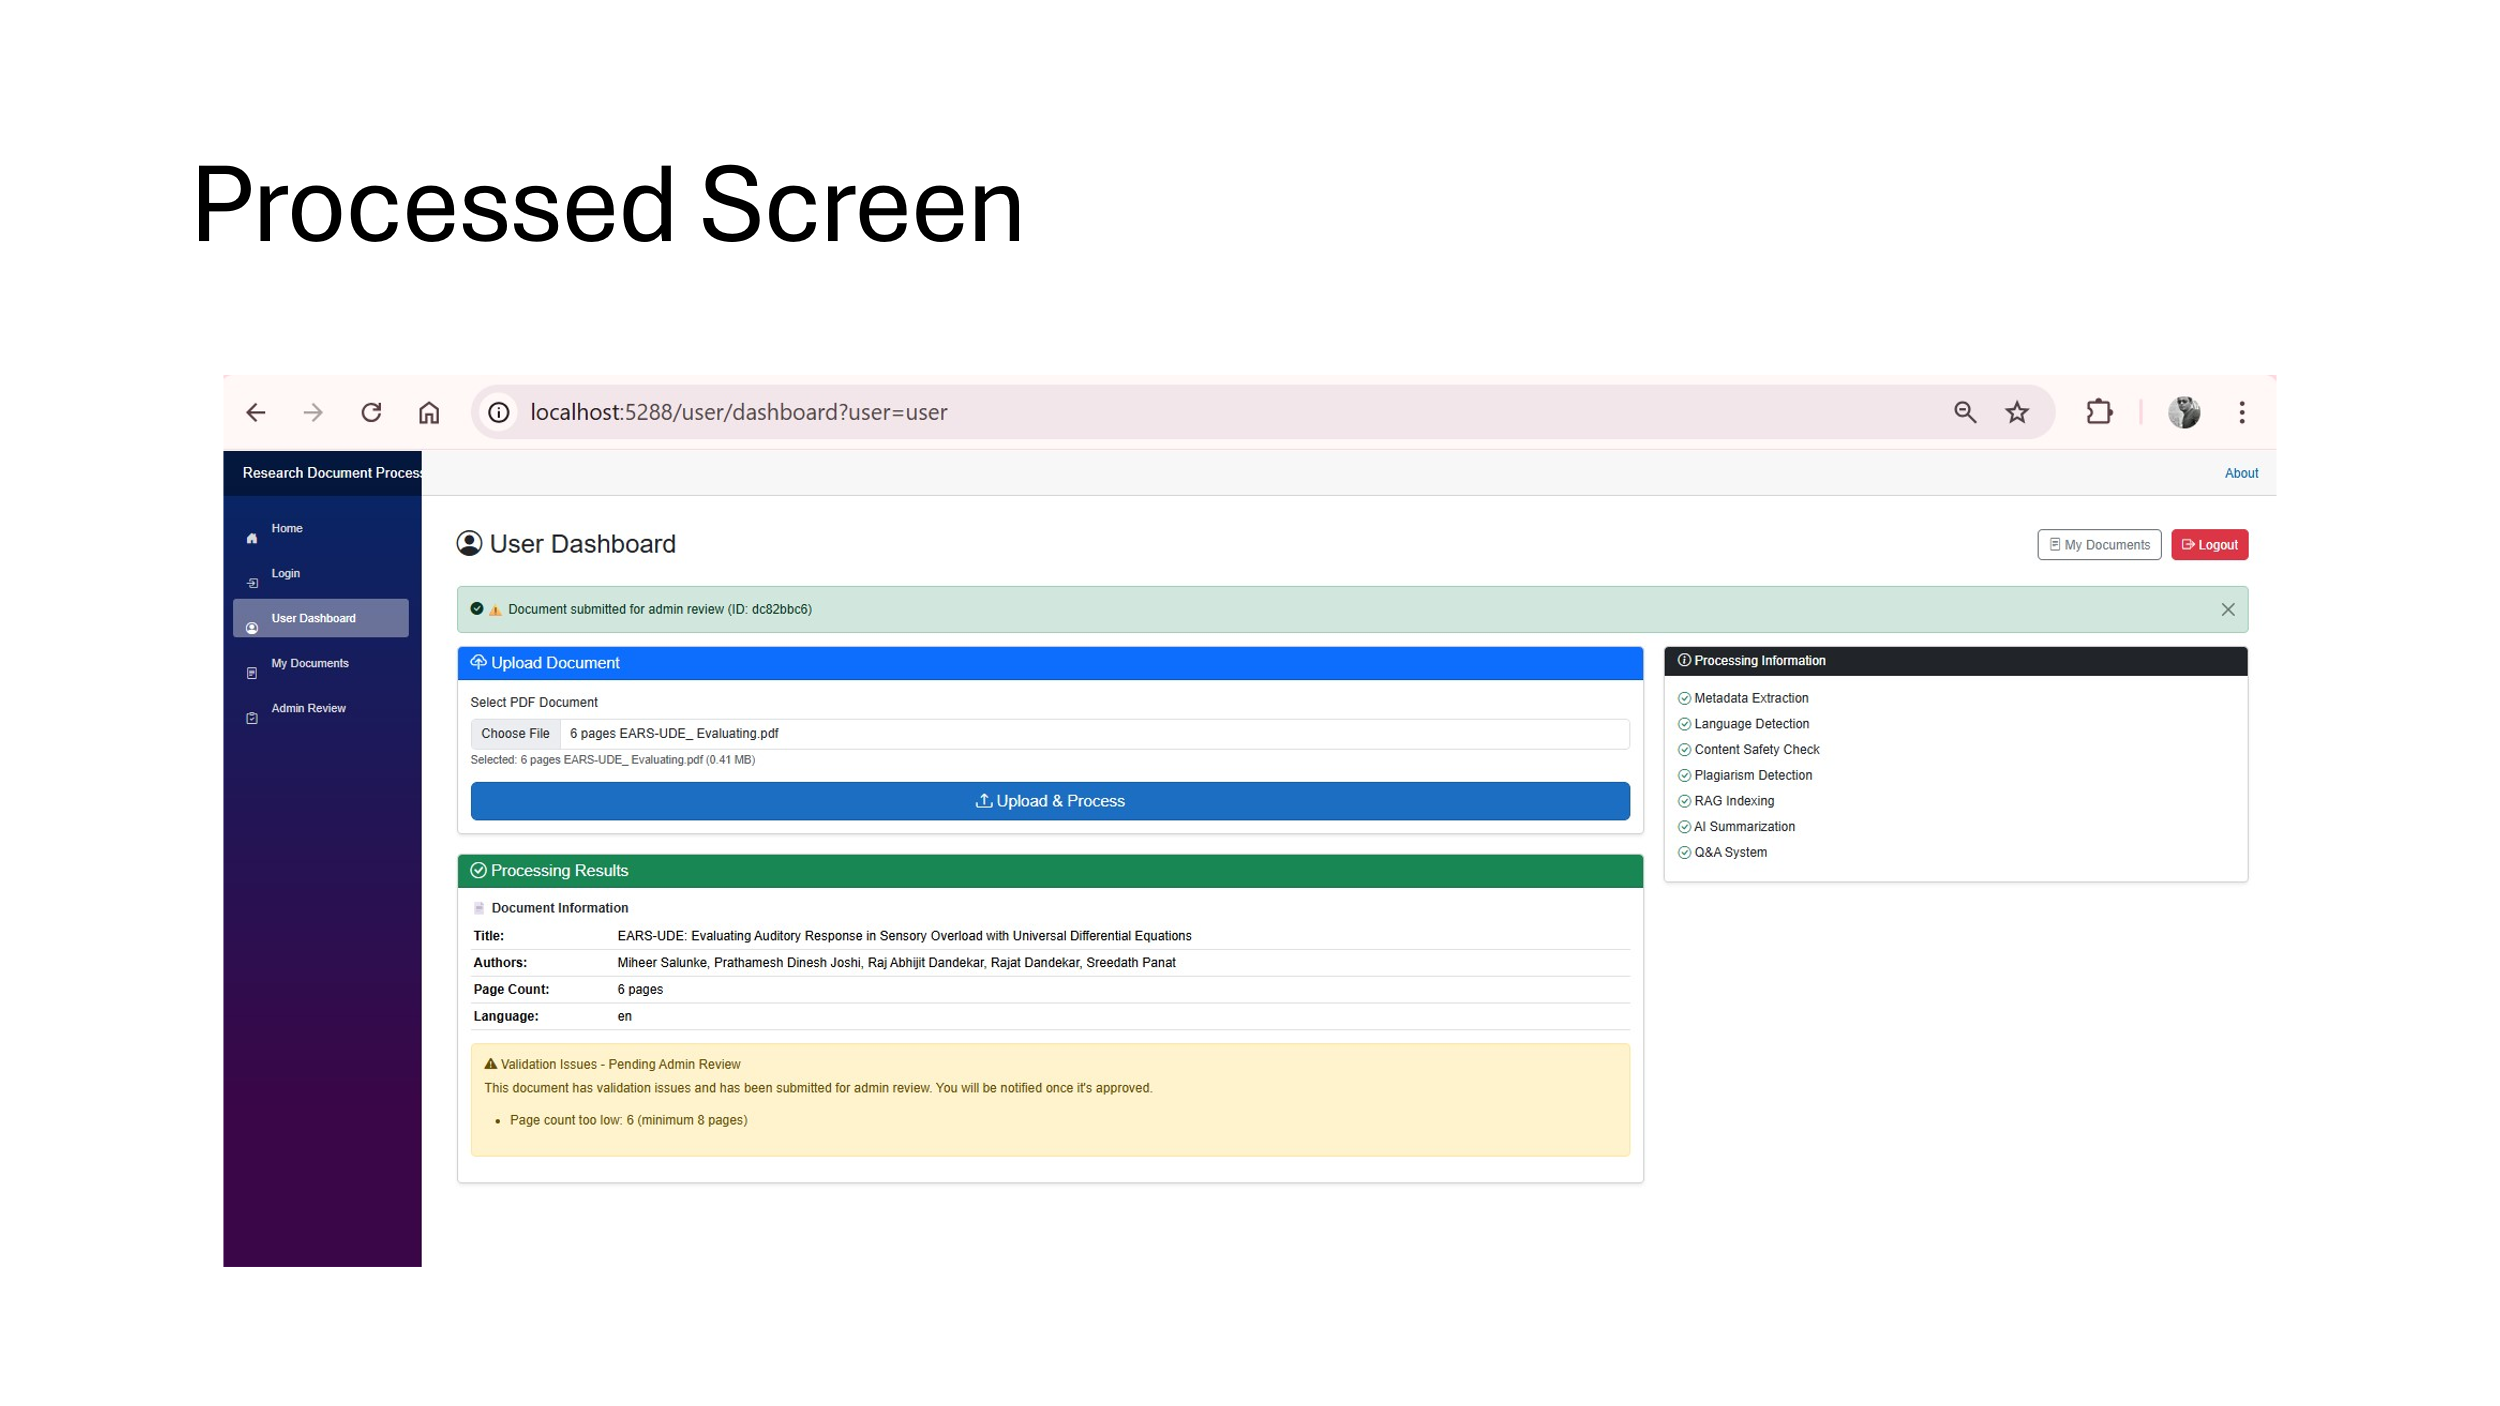 Processed Screen
localhost:5288/user/dashboard?user=user
Research Document Process
About
Home
Login
User Dashboard
My Documents
Admin Review
User Dashboard
My Documents
Logout
Document submitted for admin review (ID: dc82bbc6)
Upload Document
Select PDF Document
Choose File 6 pages EARS-UDE_ Evaluating.pdf
Selected: 6 pages EARS-UDE_ Evaluating.pdf (0.41 MB)
Upload & Process
Processing Results
Document Information
Title: EARS-UDE: Evaluating Auditory Response in Sensory Overload with Universal Differential Equations
Authors: Miheer Salunke, Prathamesh Dinesh Joshi, Raj Abhijit Dandekar, Rajat Dandekar, Sreedath Panat
Page Count: 6 pages
Language: en
Validation Issues - Pending Admin Review
This document has validation issues and has been submitted for admin review. You will be notified once it's approved.
• Page count too low: 6 (minimum 8 pages)
Processing Information
Metadata Extraction
Language Detection
Content Safety Check
Plagiarism Detection
RAG Indexing
AI Summarization
Q&A System